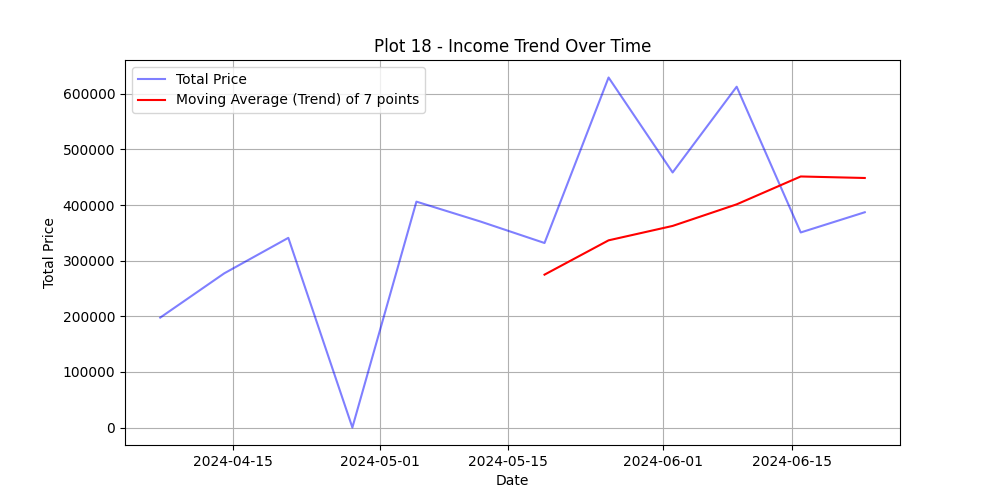 Plot 18 - Income Trend Over Time
Total Price
Moving Average (Trend) of 7 points
600000
500000
400000
300000
200000
100000
0
Total Price
2024-04-15
2024-05-01
2024-05-15
2024-06-01
2024-06-15
Date